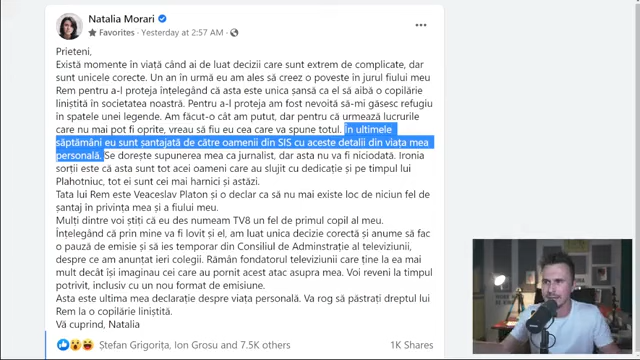 Natalia Morari
Favorites · Yesterday at 2:57 AM ·
Prieteni,
Există momente în viață când ai de luat decizii care sunt extrem de complicate, dar
sunt unicele corecte. Un an în urmă eu am ales să creez o poveste în jurul fiului meu
Rem pentru a-l proteja înțelegând că asta este unica șansă ca el să aibă o copilărie
liniștită în societatea noastră. Pentru a-l proteja am fost nevoită să-mi găsesc refugiu
în spatele unei legende. Am făcut-o cât am putut, dar pentru că urmează lucrurile
care nu mai pot fi oprite, vreau să fiu eu cea care va spune totul. În ultimele
săptămâni eu sunt șantajată de către oamenii din SIS cu aceste detalii din viața mea
personală. Se dorește supunerea mea ca jurnalist, dar asta nu va fi niciodată. Ironia
sorții este că asta sunt tot acei oameni care au slujit cu dedicație și pe timpul lui
Plahotniuc, tot ei sunt cei mai harnici și astăzi.
Tata lui Rem este Veaceslav Platon și o declar ca să nu mai existe loc de niciun fel de
șantaj în privința mea și a fiului meu.
Mulți dintre voi știți că eu des numeam TV8 un fel de primul copil al meu.
Înțelegând că prin mine va fi lovit și el, am luat unica decizie corectă și anume să fac
o pauză de emisie și să ies temporar din Consiliul de Adminstrație al televiziunii,
despre ce am anunțat ieri colegii. Rămân fondatorul televiziunii care ține la ea mai
mult decât își imaginau cei care au pornit acest atac asupra mea. Voi reveni la timpul
potrivit, inclusiv cu un nou format de emisiune.
Asta este ultima mea declarație despre viața personală. Va rog să păstrați dreptul lui
Rem la o copilărie liniștită.
Vă cuprind, Natalia
Ștefan Grigorița, Ion Grosu and 7.5K others
1K Shares